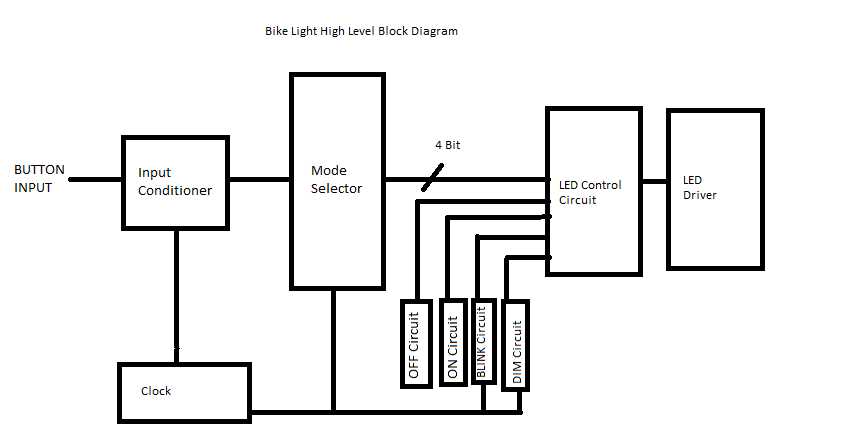 Bike Light High Level Block Diagram
4 Bit
BUTTON
INPUT
Input
Conditioner
Mode
Selector
LED Control
Circuit
LED
Driver
OFF Circuit
ON Circuit
BLINK Circuit
DIM Circuit
Clock